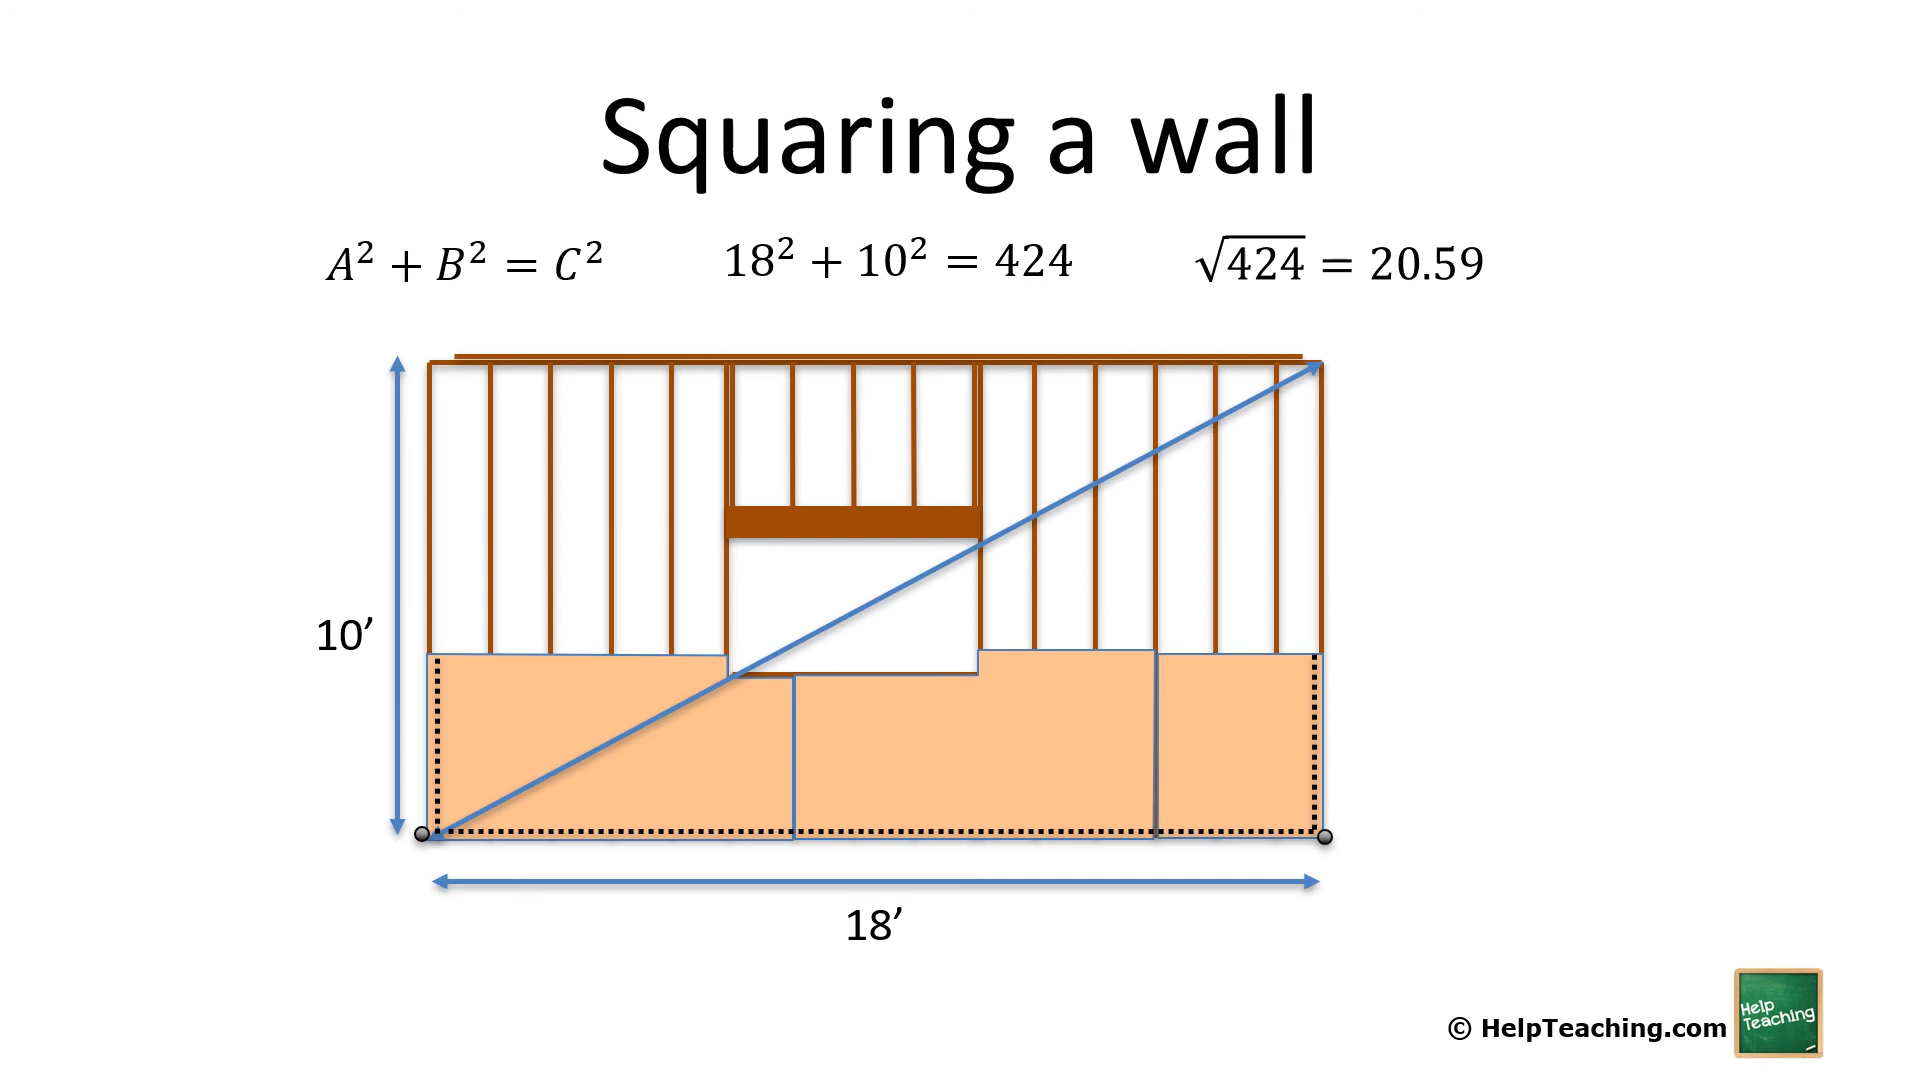 Squaring a wall
𝐴² + 𝐵² = 𝐶²
18² + 10² = 424
√424 = 20.59
10’
18’
© HelpTeaching.com
Help
Teaching